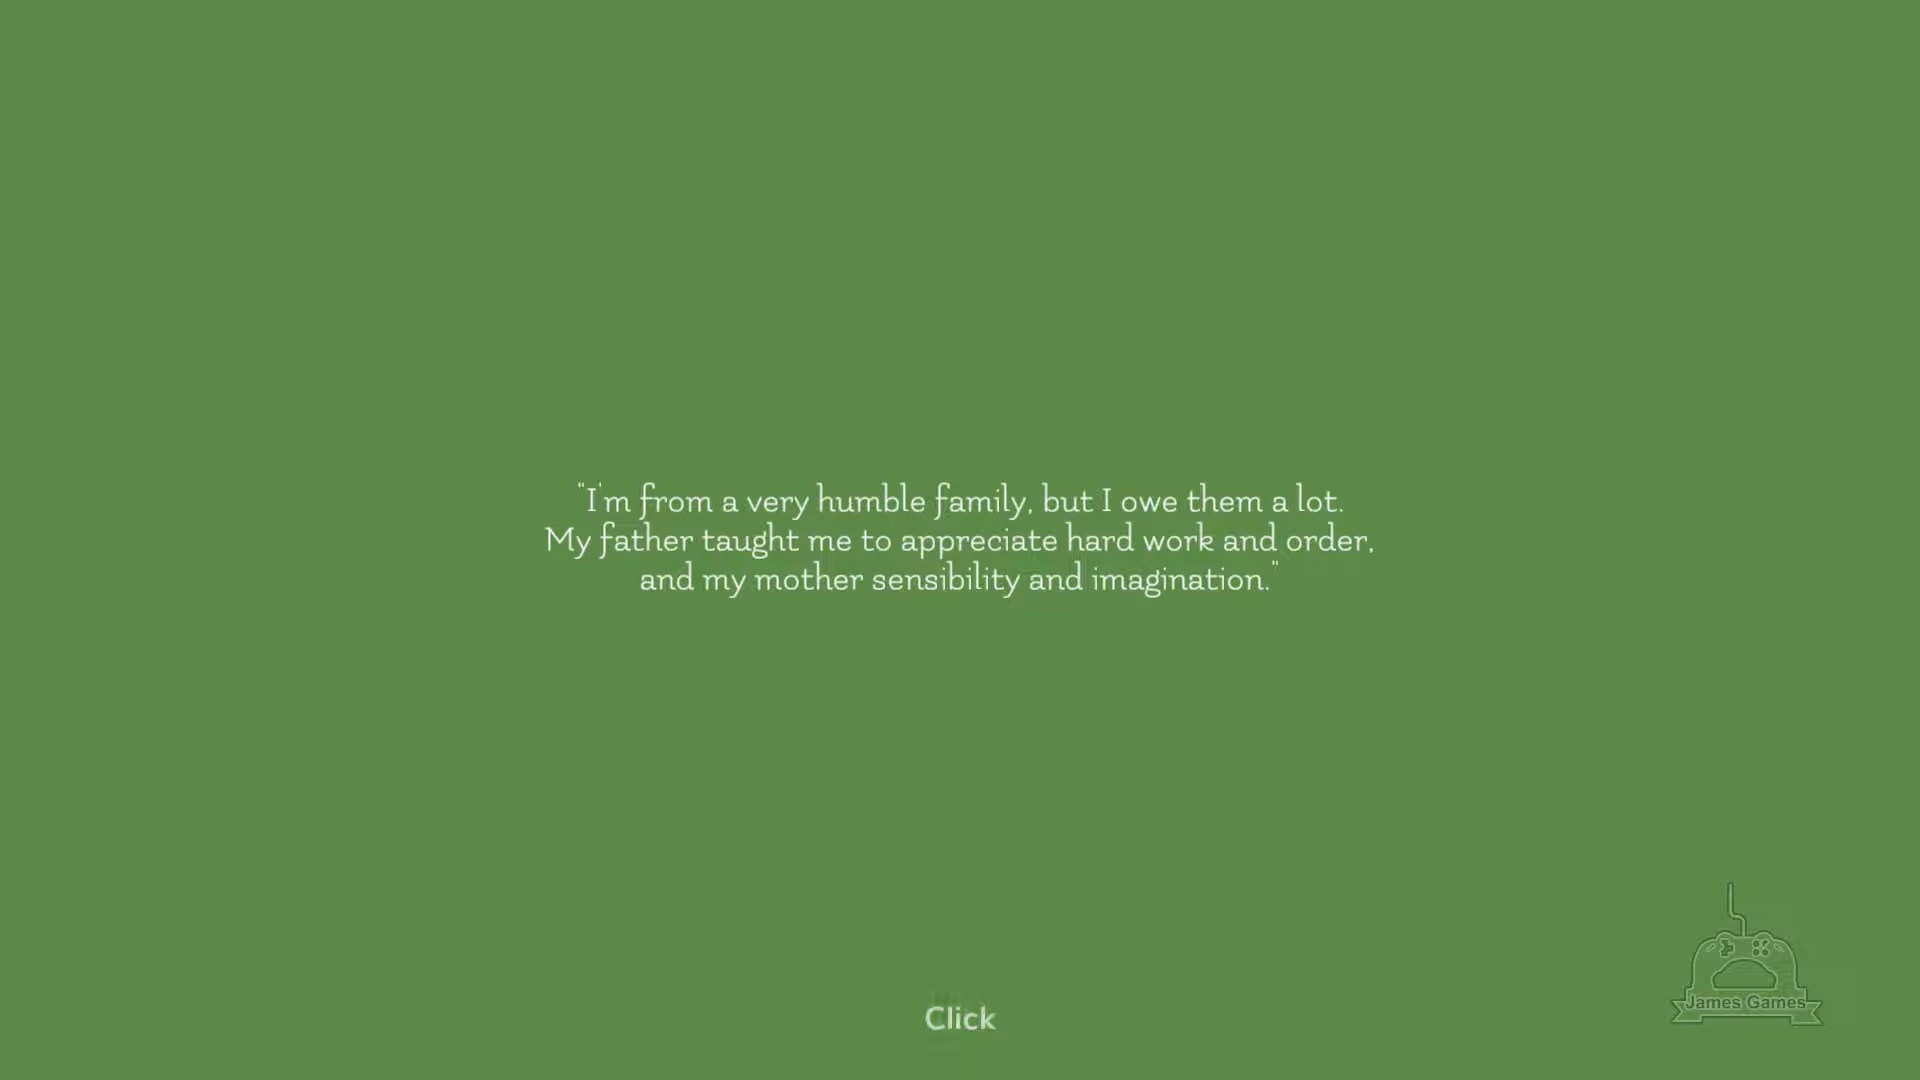 "I'm from a very humble family, but I owe them a lot.
My father taught me to appreciate hard work and order,
and my mother sensibility and imagination."
Click
James Games